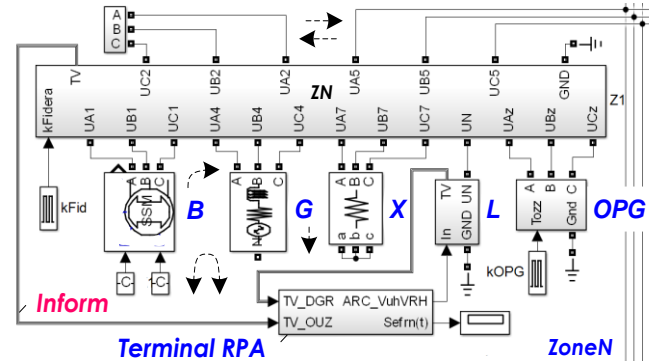 A
B
C
kFidera
TV
UC2
UB2
UA2
UA5
UB5
UC5
GND
ZN
Z1
UA1
UB1
UC1
UA4
UB4
UC4
UA7
UB7
UC7
UN
UAz
UBz
UCz
kFid
A
B
C
SSM
B
A
B
C
N
G
A
B
C
a
b
c
X
TV
UN
In
GND
L
A
B
C
Tozz
Gnd
OPG
-C-
-C-
kOPG
Inform
TV_DGR ARC_VuhVRH
TV_OUZ Sefrn(t)
Terminal RPA
ZoneN